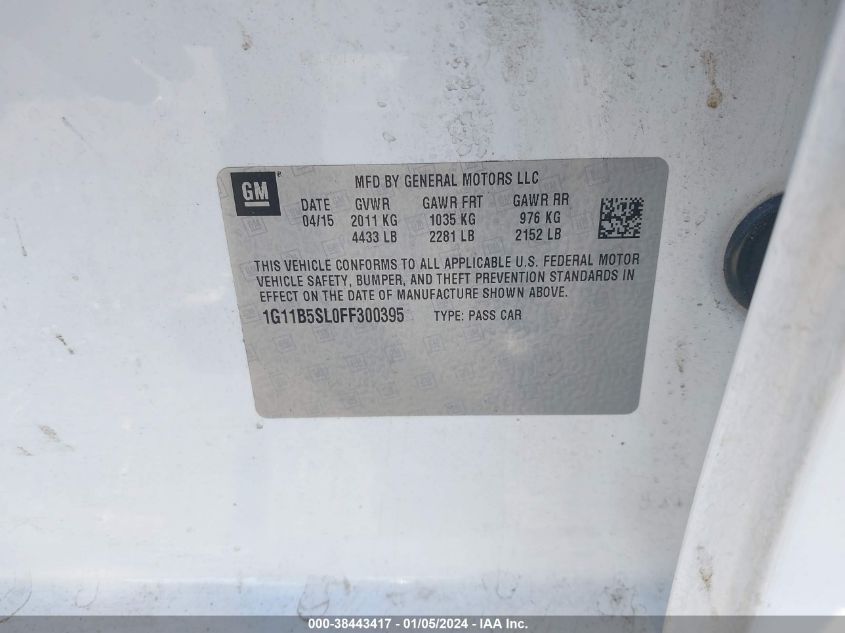 GM
MFD BY GENERAL MOTORS LLC
DATE GVWR GAWR FRT GAWR RR
04/15 2011 KG 1035 KG 976 KG
4433 LB 2281 LB 2152 LB
THIS VEHICLE CONFORMS TO ALL APPLICABLE U.S. FEDERAL MOTOR
VEHICLE SAFETY, BUMPER, AND THEFT PREVENTION STANDARDS IN
EFFECT ON THE DATE OF MANUFACTURE SHOWN ABOVE.
1G11B5SL0FF300395 TYPE: PASS CAR
000-38443417 - 01/05/2024 - IAA Inc.